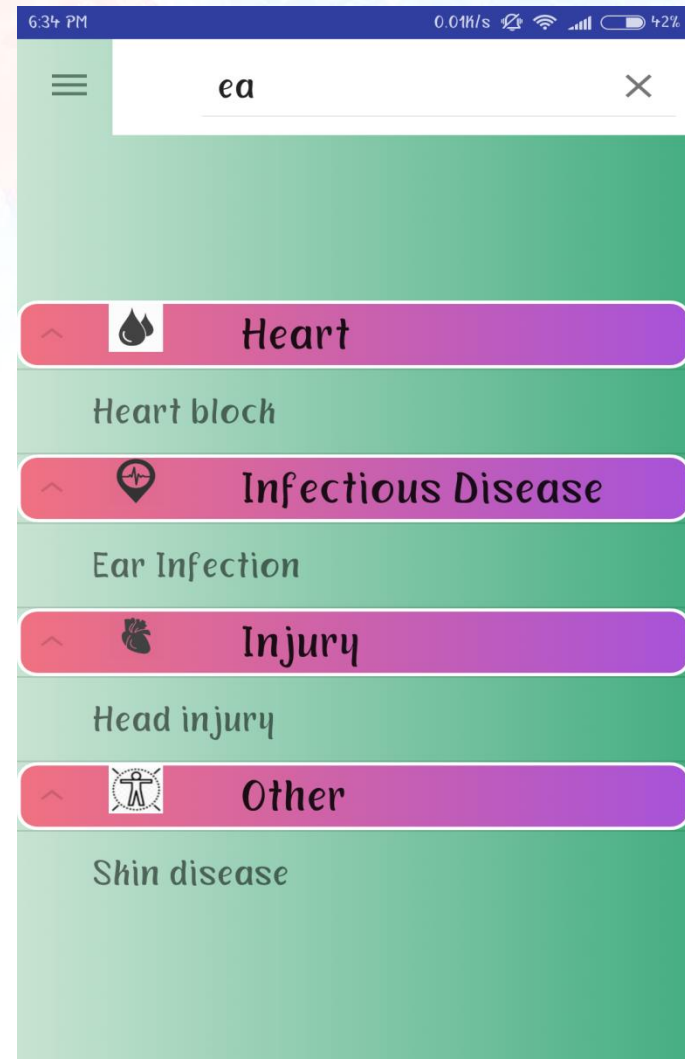 6:34 PM 0.01K/s 42%
ea
Heart
Heart block
Infectious Disease
Ear Infection
Injury
Head injury
Other
Skin disease